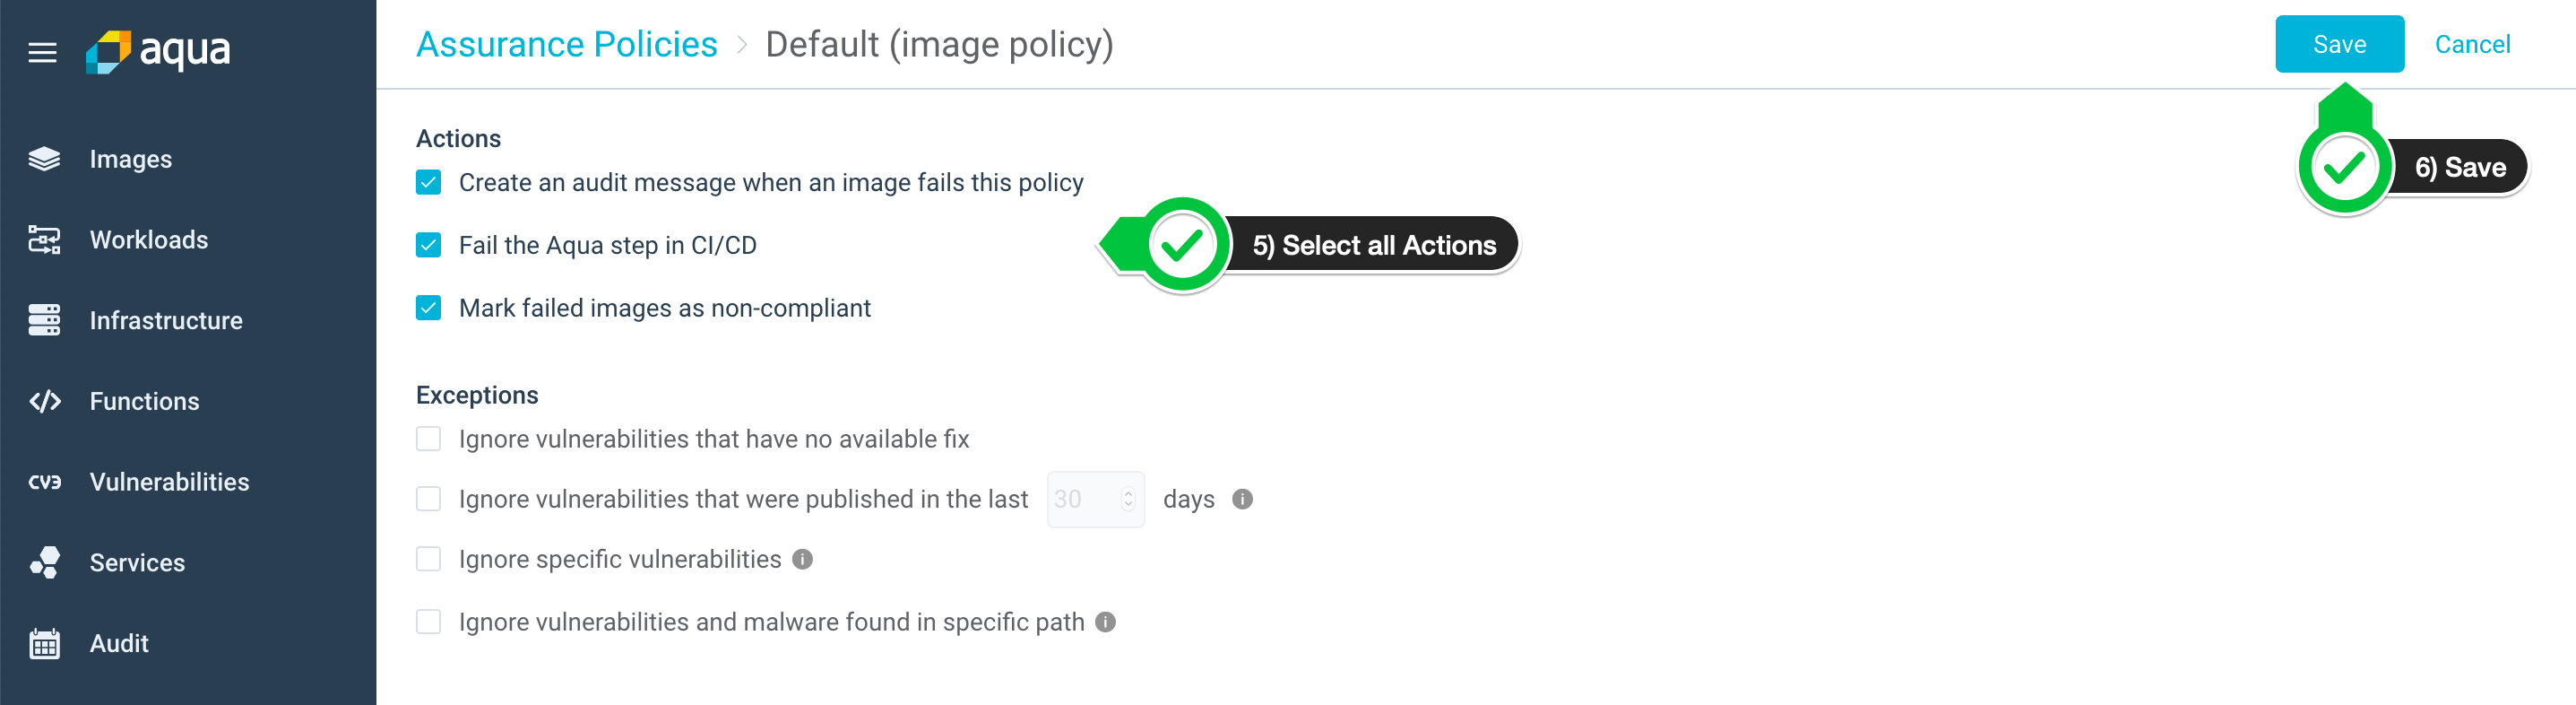 aqua
Images
Workloads
Infrastructure
Functions
CVE Vulnerabilities
Services
Audit
Assurance Policies > Default (image policy)
Save Cancel
6) Save
Actions
Create an audit message when an image fails this policy
Fail the Aqua step in CI/CD
5) Select all Actions
Mark failed images as non-compliant
Exceptions
Ignore vulnerabilities that have no available fix
Ignore vulnerabilities that were published in the last 30 days
Ignore specific vulnerabilities
Ignore vulnerabilities and malware found in specific path